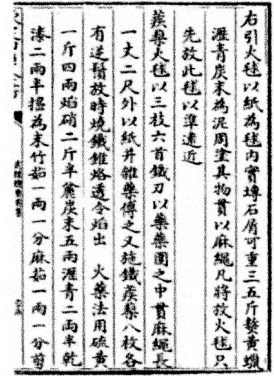 右引火毬以紙為毬內實塼石屑可重三五斤熬黃蠟
瀝青炭末為泥周塗其物貫以麻繩凡將放火毬只
先放此毬以準遠近
蒺藜火毬以三枝六首鐵刀以藥藥團之中貫麻繩長
一丈二尺外以紙并雜藥傅之又施鐵蒺藜八枚各
有逆鬚放時燒鐵錐烙透令焰出　火藥法用硫黃
一斤四兩焰硝二斤半麄炭末五兩瀝青二兩半乾
漆二兩半搗為末竹茹一兩一分麻茹一兩一分剪